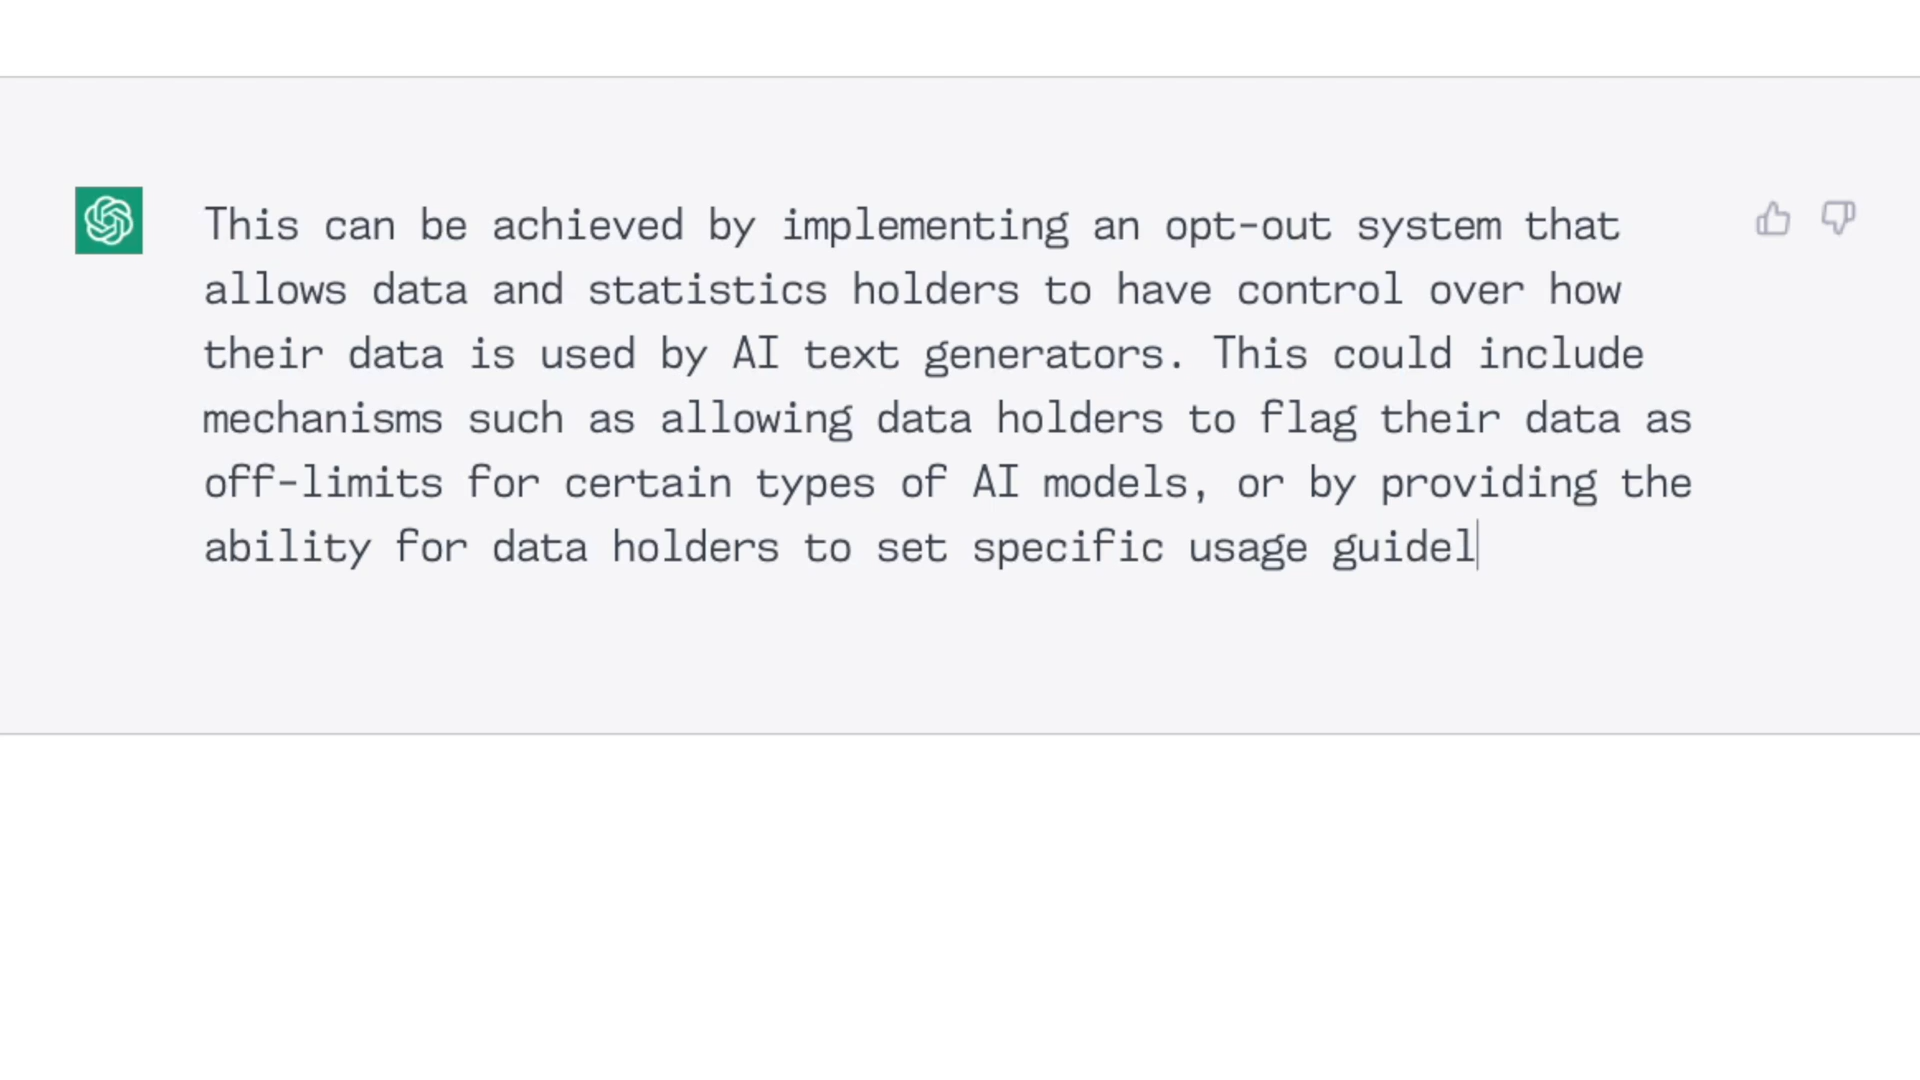 This can be achieved by implementing an opt-out system that
allows data and statistics holders to have control over how
their data is used by AI text generators. This could include
mechanisms such as allowing data holders to flag their data as
off-limits for certain types of AI models, or by providing the
ability for data holders to set specific usage guidel